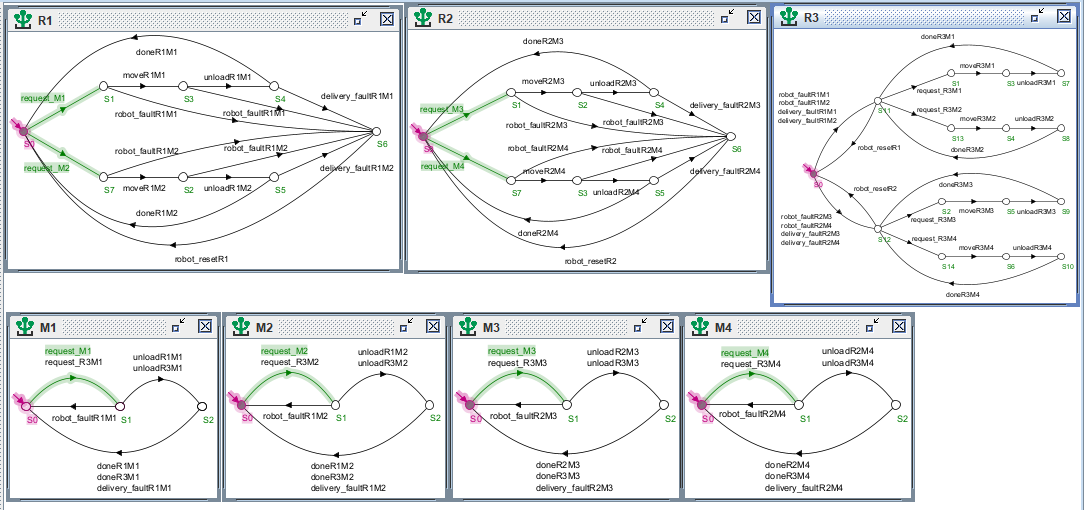 R1
doneR1M1
moveR1M1
unloadR1M1
request_M1
S1
S3
S4
delivery_faultR1M1
robot_faultR1M1
robot_faultR1M1
S0
S6
robot_faultR1M2
robot_faultR1M2
request_M2
delivery_faultR1M2
S7
moveR1M2
S2
unloadR1M2
S5
doneR1M2
robot_resetR1
R2
doneR2M3
moveR2M3
unloadR2M3
request_M3
S1
S2
S4
delivery_faultR2M3
robot_faultR2M3
robot_faultR2M3
S0
S6
robot_faultR2M4
robot_faultR2M4
request_M4
moveR2M4
delivery_faultR2M4
S7
S3
unloadR2M4
S5
doneR2M4
robot_resetR2
R3
doneR3M1
moveR3M1
S1
S3
unloadR3M1
S7
request_R3M1
robot_faultR1M1
robot_faultR1M2
delivery_faultR1M1
delivery_faultR1M2
S11
request_R3M2
moveR3M2
unloadR3M2
S13
S4
S8
robot_resetR1
doneR3M2
S0
doneR3M3
robot_resetR2
S2
moveR3M3
S5
unloadR3M3
S9
robot_faultR2M3
robot_faultR2M4
delivery_faultR2M3
delivery_faultR2M4
request_R3M3
S12
request_R3M4
moveR3M4
unloadR3M4
S14
S6
S10
doneR3M4
M1
request_M1
request_R3M1
unloadR1M1
unloadR3M1
S0
robot_faultR1M1
S1
S2
doneR1M1
doneR3M1
delivery_faultR1M1
M2
request_M2
request_R3M2
unloadR1M2
unloadR3M2
S0
robot_faultR1M2
S1
S2
doneR1M2
doneR3M2
delivery_faultR1M2
M3
request_M3
request_R3M3
unloadR2M3
unloadR3M3
S0
robot_faultR2M3
S1
S2
doneR2M3
doneR3M3
delivery_faultR2M3
M4
request_M4
request_R3M4
unloadR2M4
unloadR3M4
S0
robot_faultR2M4
S1
S2
doneR2M4
doneR3M4
delivery_faultR2M4